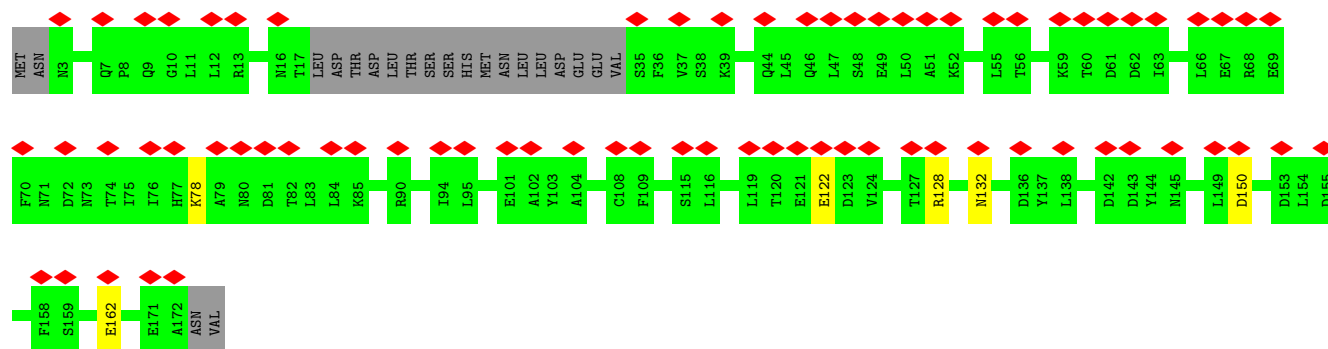 MET ASN N3 Q7 P8 Q9 G10 L11 L12 R13 N16 T17 LEU ASP THR ASP LEU THR SER SER HIS MET ASN LEU LEU ASP GLU GLU VAL S35 F36 V37 S38 K39 Q44 L45 Q46 L47 S48 E49 L50 A51 K52 L55 T56 K59 T60 D61 D62 I63 L66 E67 R68 E69
F70 N71 D72 N73 T74 I75 I76 H77 K78 A79 N80 D81 T82 L83 L84 K85 R90 I94 L95 E101 A102 Y103 A104 C108 F109 S115 L116 L119 T120 E121 E122 D123 V124 T127 R128 N132 D136 Y137 L138 D142 D143 Y144 N145 L149 D150 D153 L154 D155
F158 S159 E162 E171 A172 ASN VAL